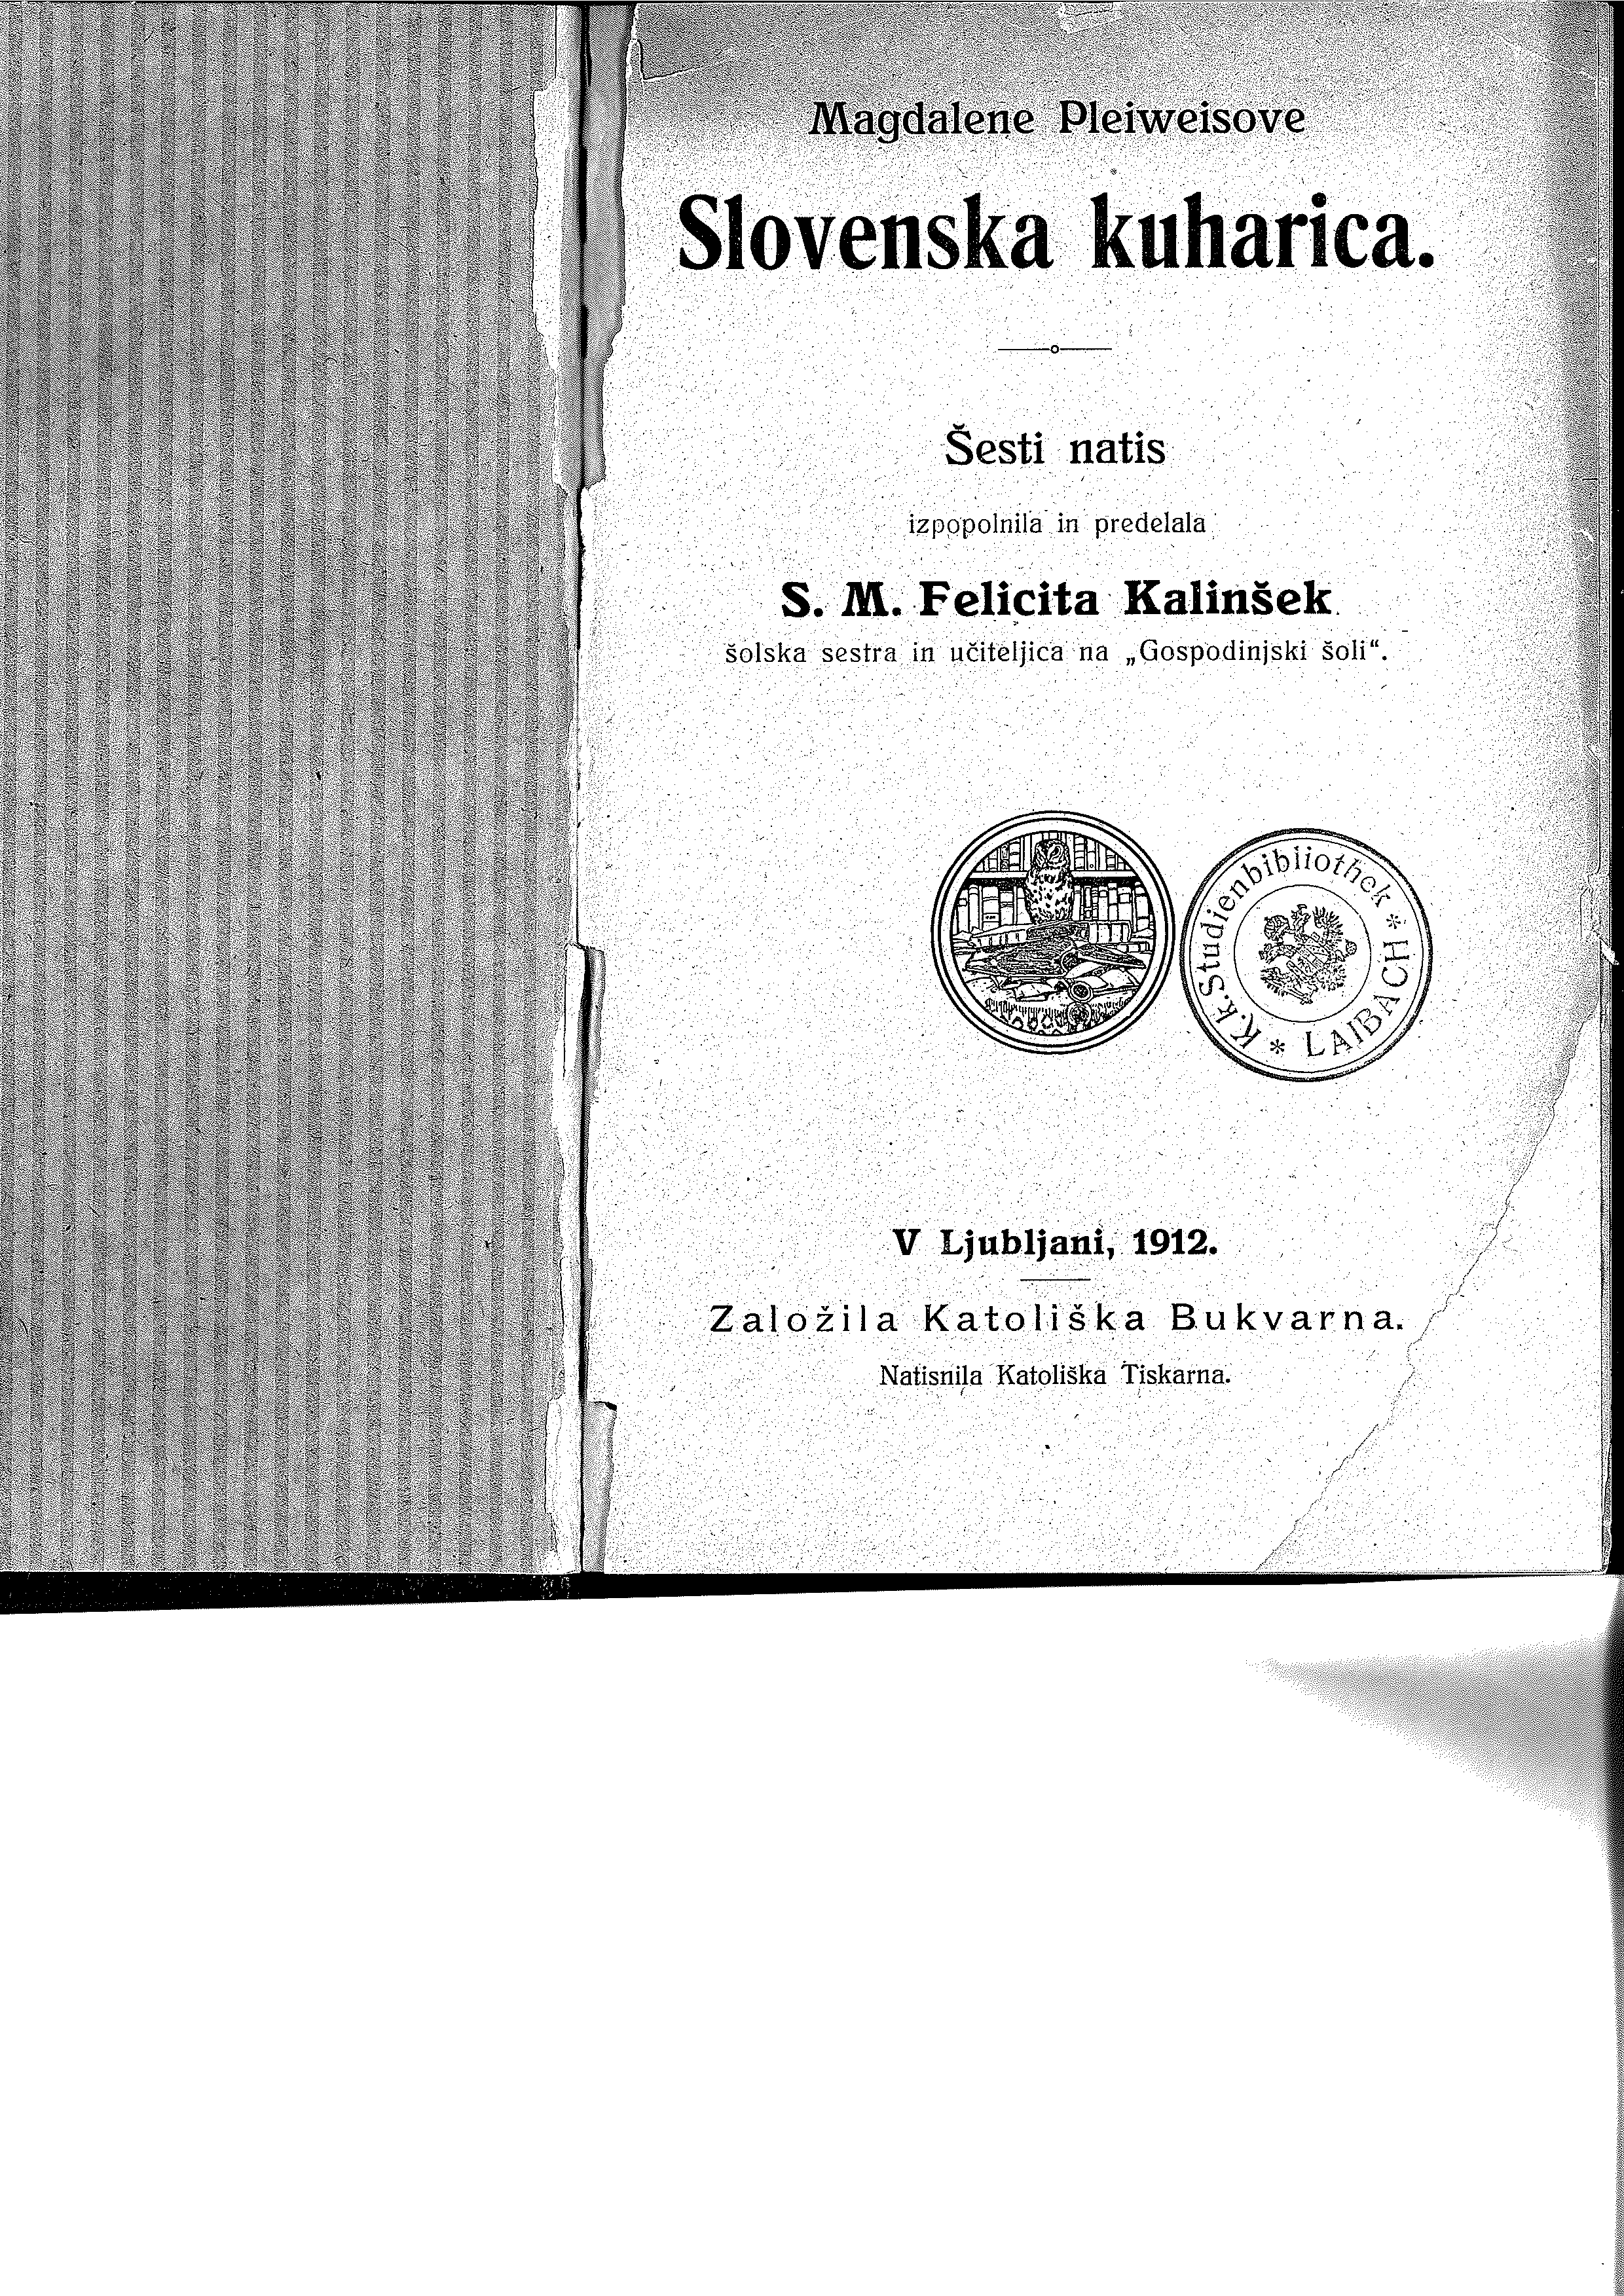 Magdalene Pleiweisove
Slovenska kuharica.
Šesti natis
izpopolnila in predelala
S. M. Felicita Kalinšek
šolska sestra in učiteljica na „Gospodinjski šoli“.
K.k. Studienbibliothek * LAIBACH *
V Ljubljani, 1912.
Založila Katoliška Bukvarna.
Natisnila Katoliška Tiskarna.